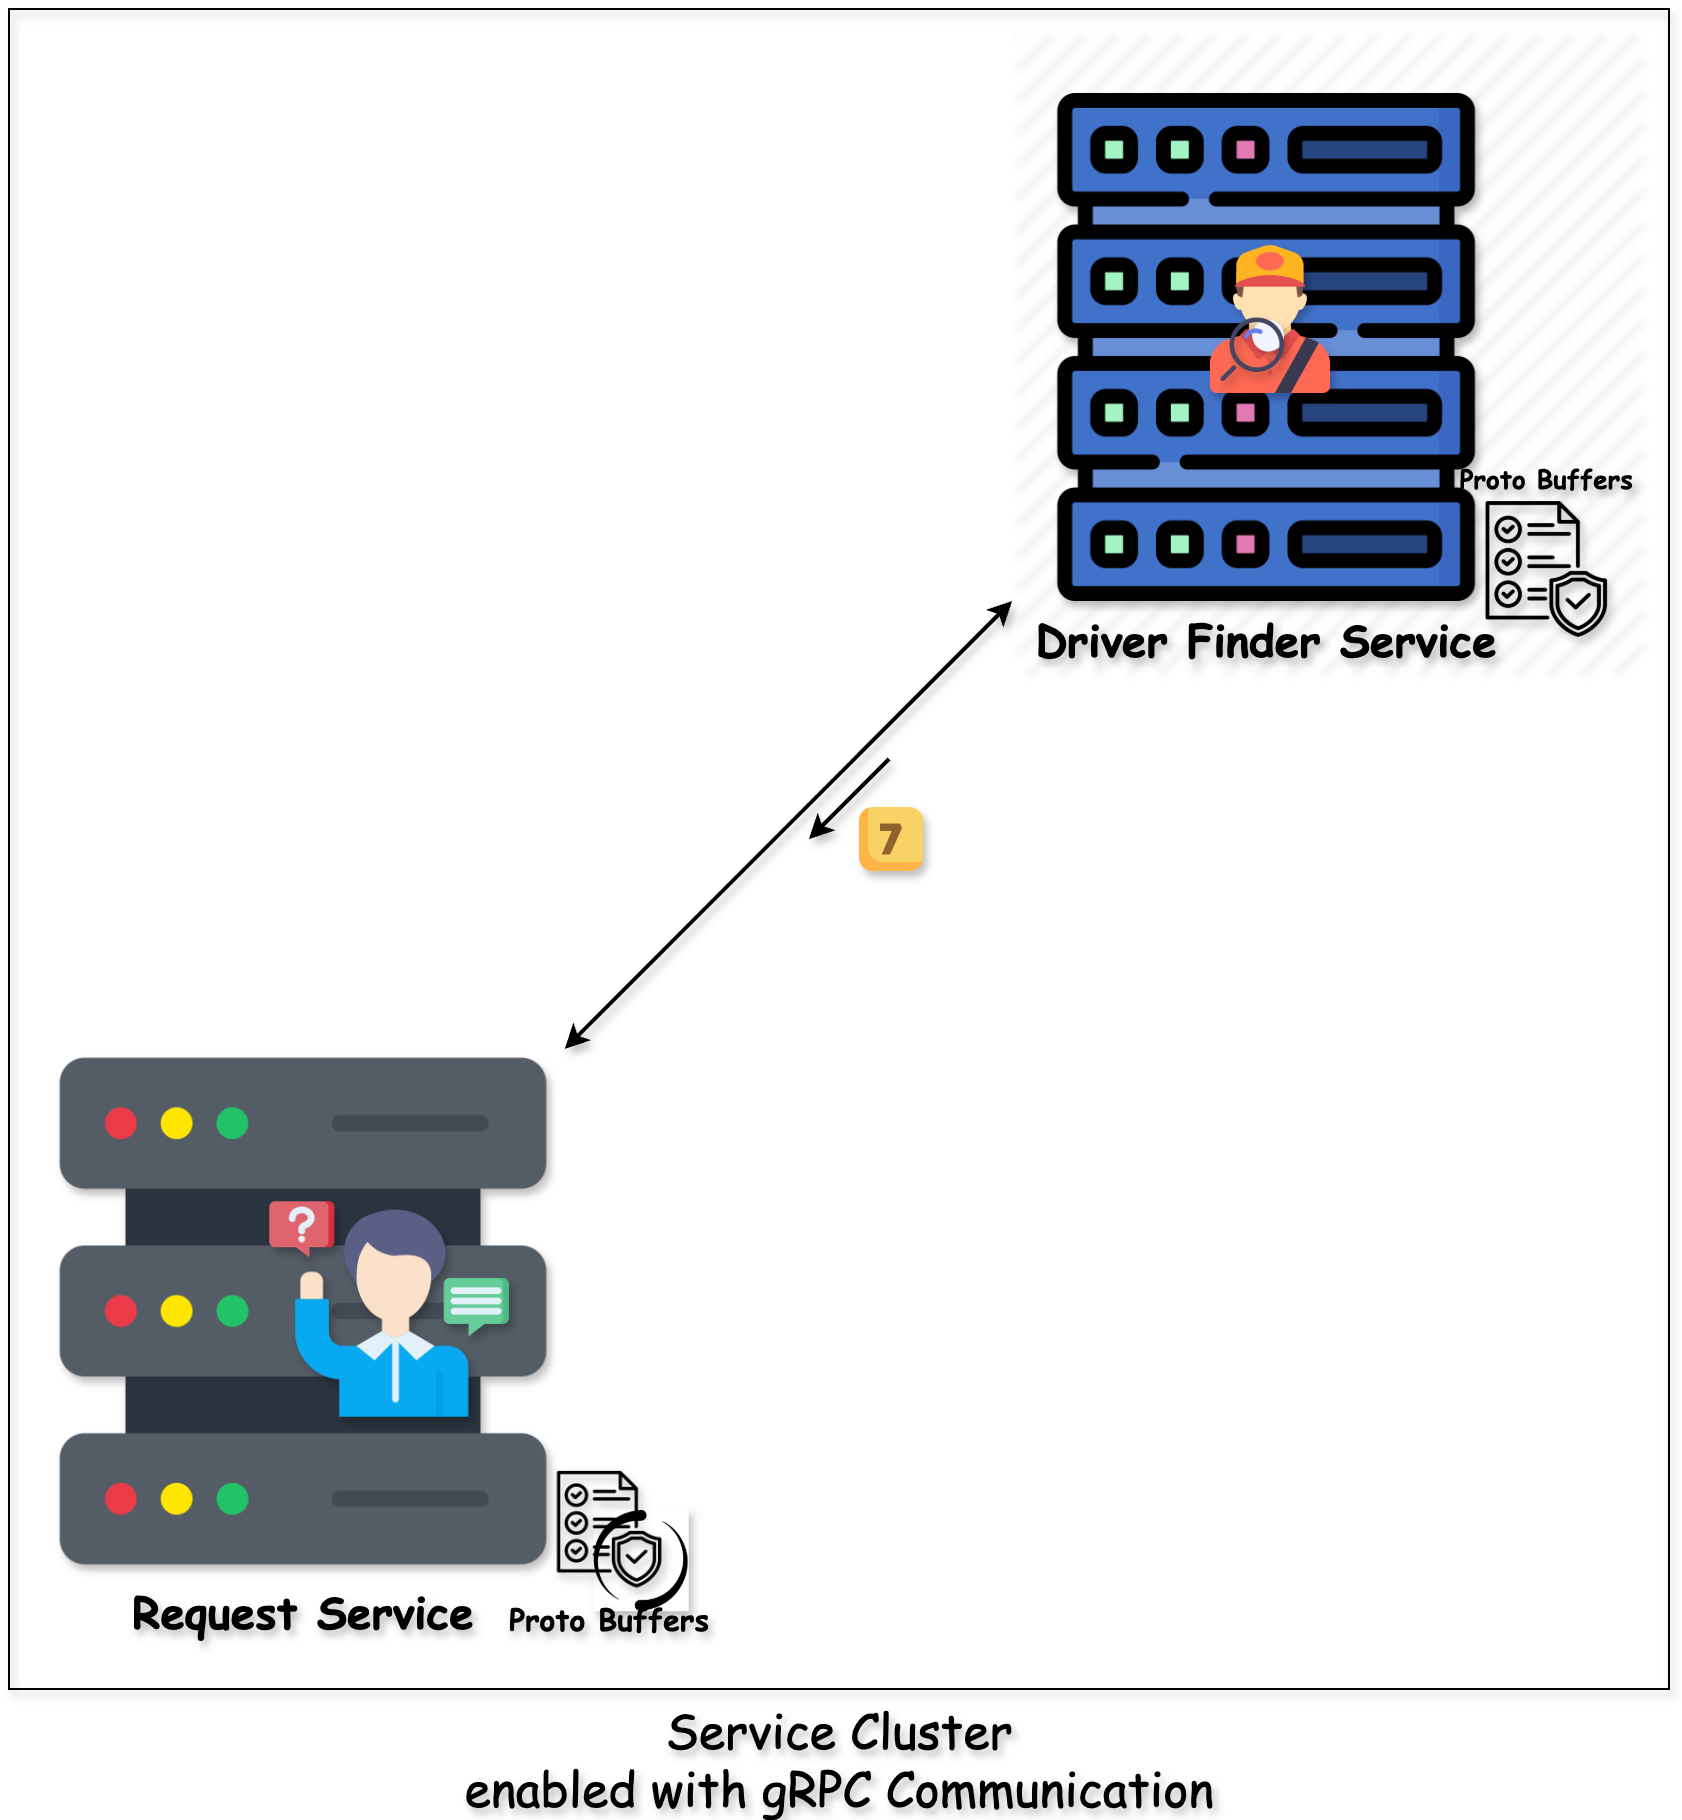 Proto Buffers
Driver Finder Service
7
?
Request Service
Proto Buffers
Service Cluster
enabled with gRPC Communication